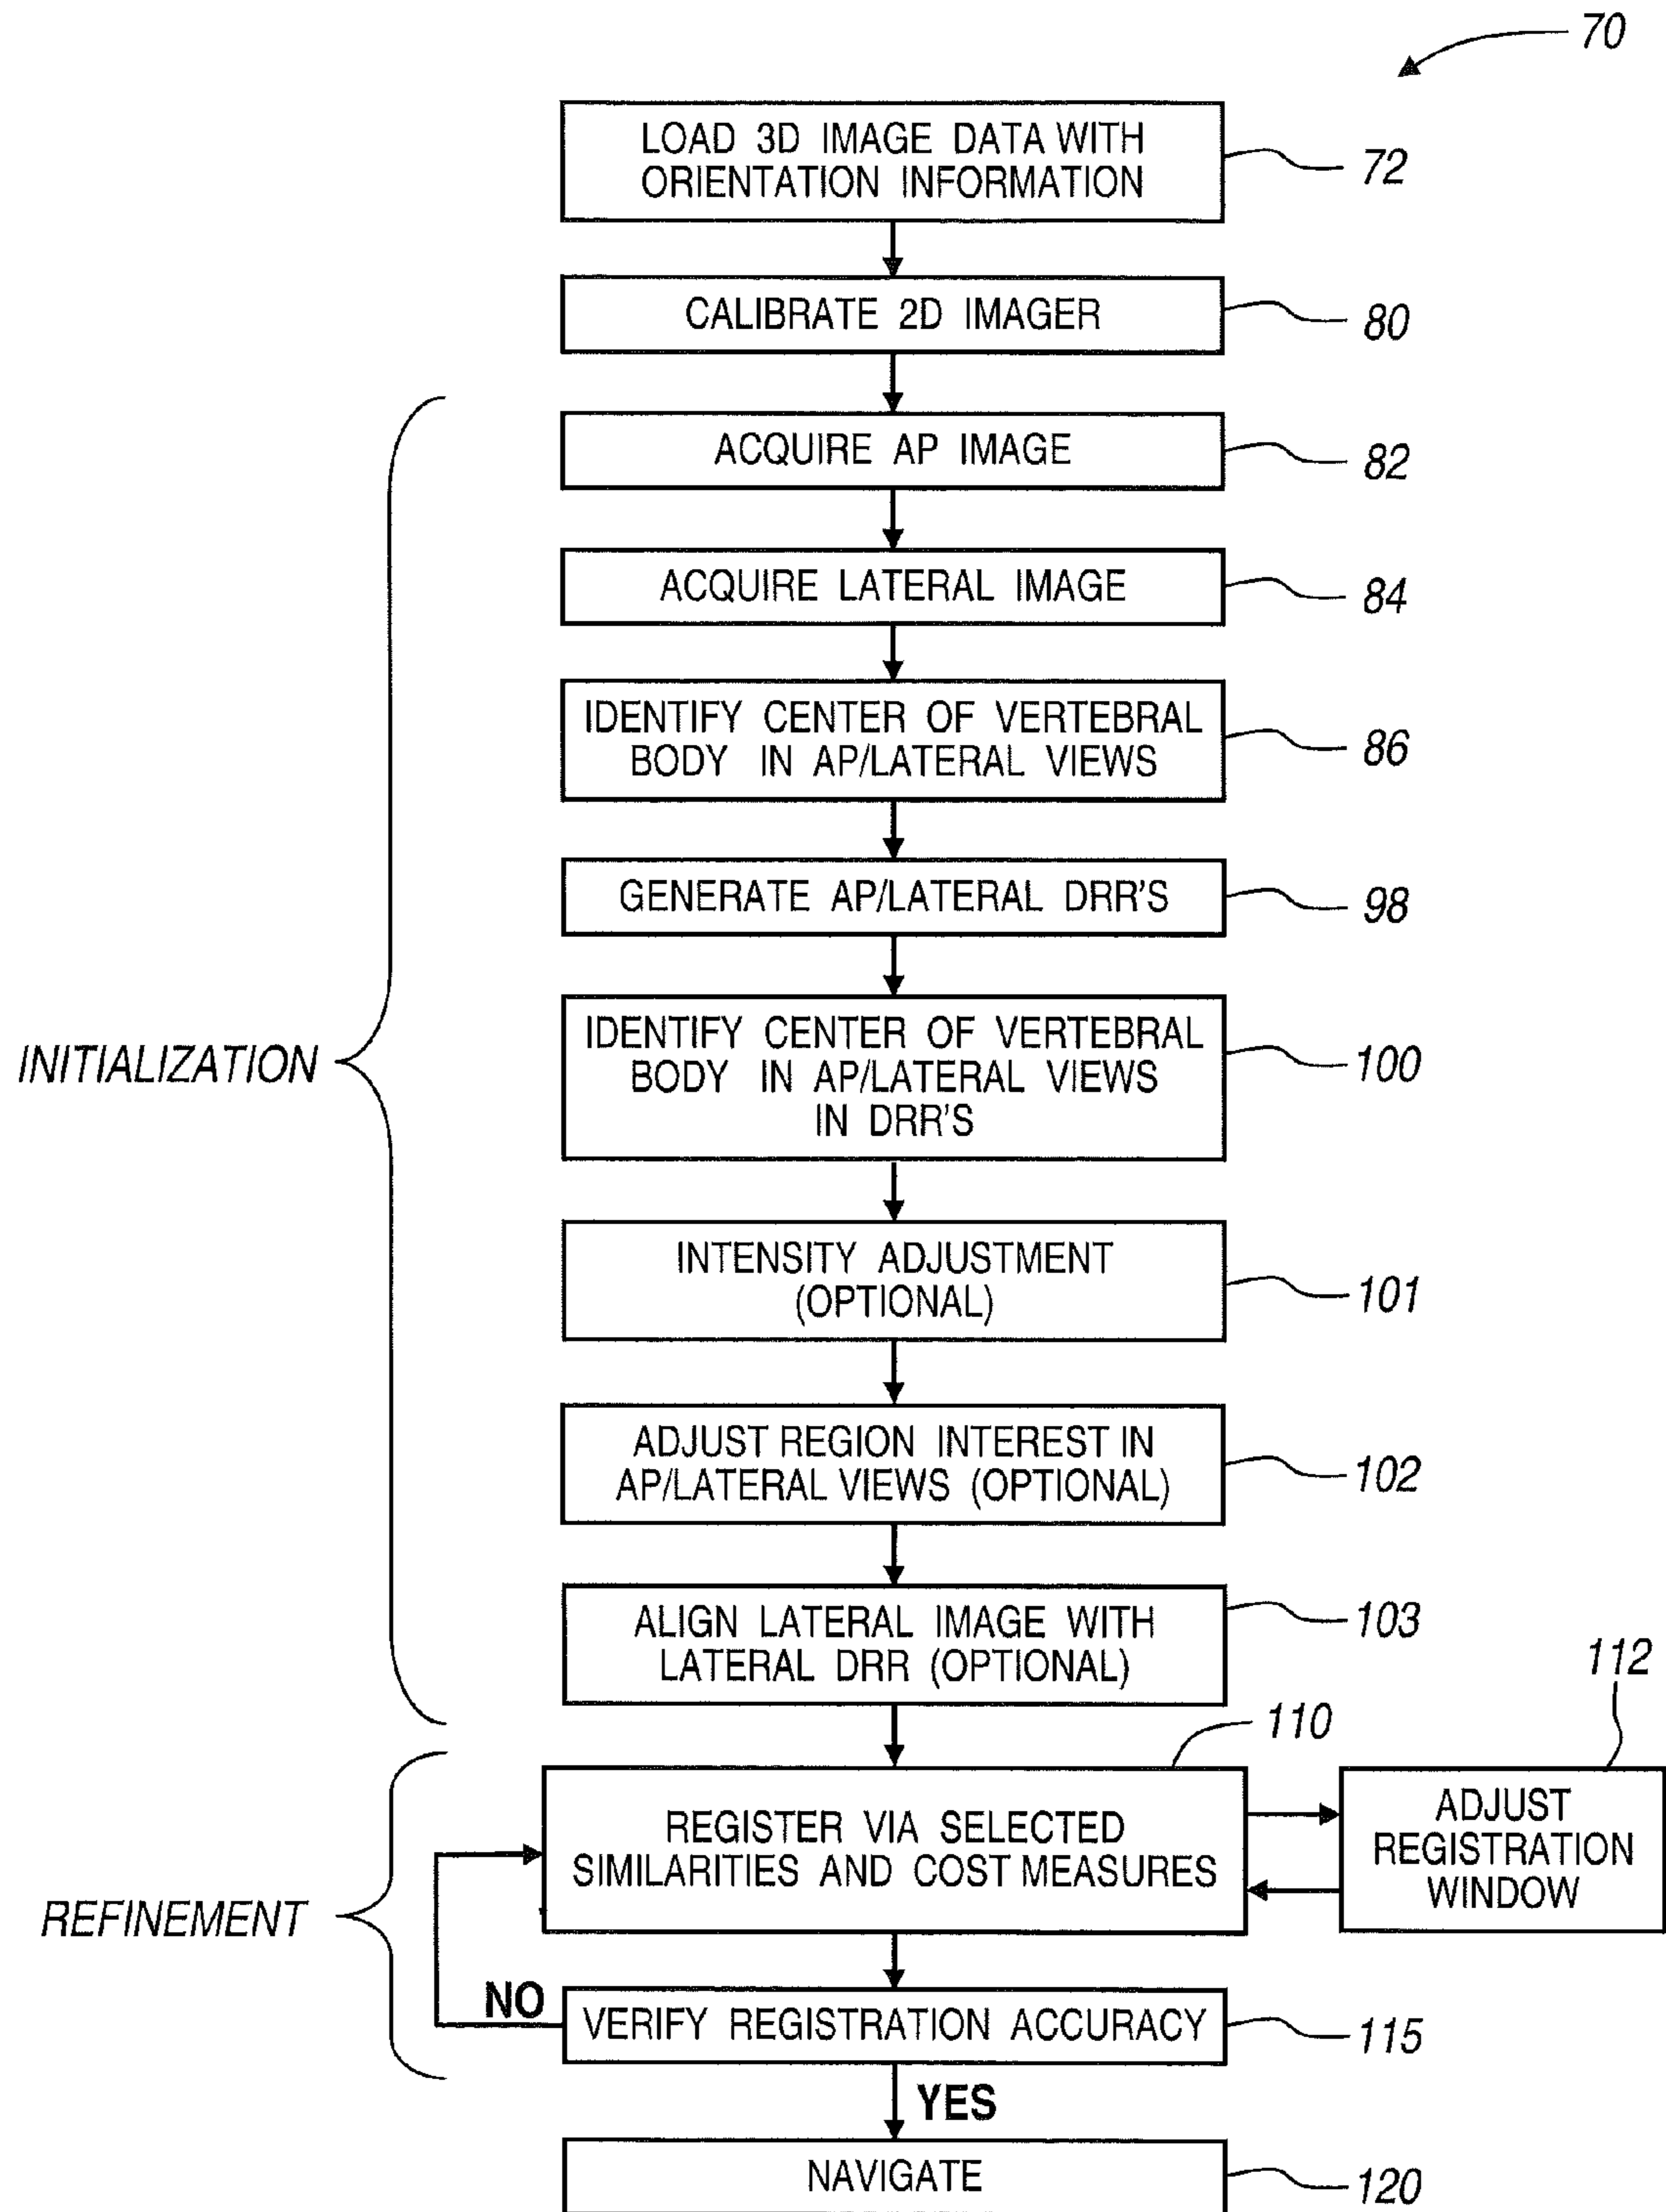 70
LOAD 3D IMAGE DATA WITH
ORIENTATION INFORMATION
72
CALIBRATE 2D IMAGER
80
ACQUIRE AP IMAGE
82
ACQUIRE LATERAL IMAGE
84
IDENTIFY CENTER OF VERTEBRAL
BODY IN AP/LATERAL VIEWS
86
GENERATE AP/LATERAL DRR'S
98
INITIALIZATION
IDENTIFY CENTER OF VERTEBRAL
BODY IN AP/LATERAL VIEWS
IN DRR'S
100
INTENSITY ADJUSTMENT
(OPTIONAL)
101
ADJUST REGION INTEREST IN
AP/LATERAL VIEWS (OPTIONAL)
102
ALIGN LATERAL IMAGE WITH
LATERAL DRR (OPTIONAL)
103
REFINEMENT
REGISTER VIA SELECTED
SIMILARITIES AND COST MEASURES
110
ADJUST
REGISTRATION
WINDOW
112
NO
VERIFY REGISTRATION ACCURACY
115
YES
NAVIGATE
120